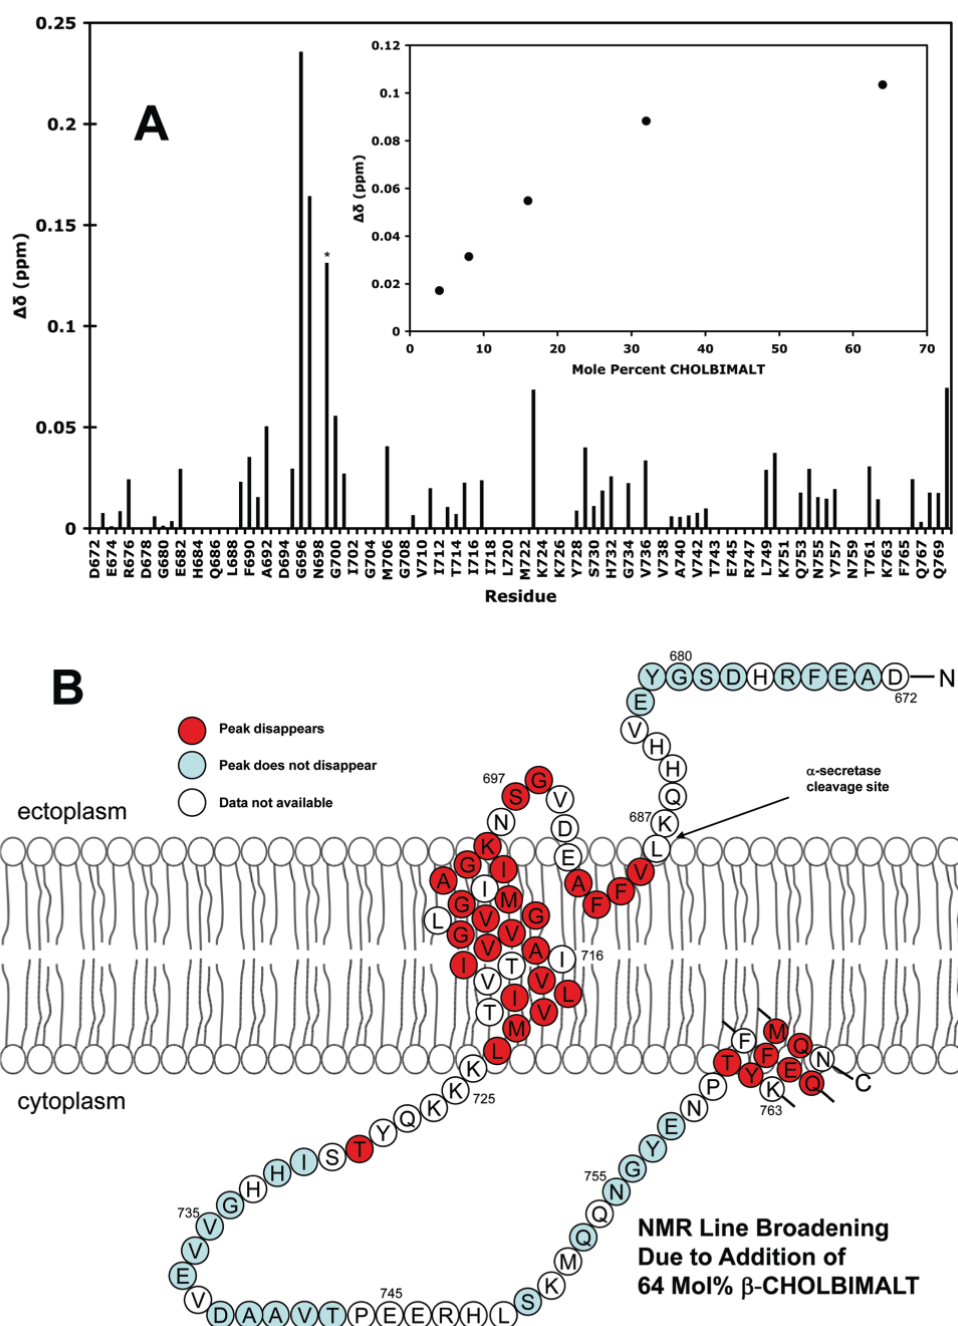 0.25
0.2
0.15
0.1
0.05
0
Δδ (ppm)
A
*
0.12
0.1
0.08
0.06
0.04
0.02
0
Δδ (ppm)
0 10 20 30 40 50 60 70
Mole Percent CHOLBIMALT
D672 E674 R676 D678 G680 E682 H684 Q686 L688 F690 A692 D694 G696 N698 G700 I702 G704 G708 V710 I712 T714 I716 I718 L720 M722 K724 K726 Y728 S730 H732 G734 V736 V738 A740 V742 T743 E745 R747 L749 K751 Q753 N755 Y757 N759 T761 K763 F765 Q767 Q769
Residue
B
680
Y G S D H R F E A D N
672
E
V
H
H
Q
687 K
L
Peak disappears
Peak does not disappear
Data not available
α-secretase
cleavage site
ectoplasm
697
S G V
N D
K E
A G I A F F V
G I M
L G V V G
I V T A I 716
V I V L
T M V
L
K
K 725
K
Q
Y
T
S
I
H
H
G
735 V
V
E
V
D A A V T P E E R H L S
745
K
M
Q
Q
755 N
G
Y
E
N
P
T F M
Y F Q
K E N
763 Q C
cytoplasm
NMR Line Broadening
Due to Addition of
64 Mol% β-CHOLBIMALT